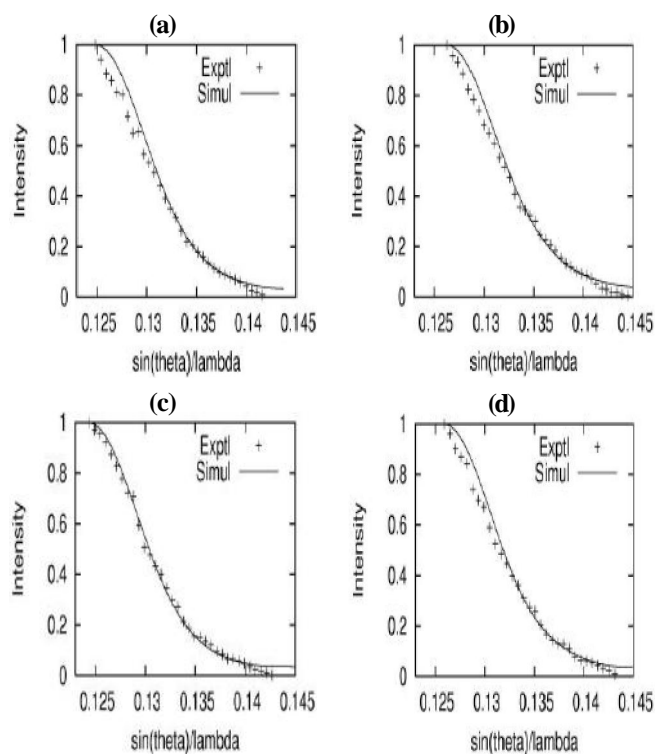 (a)
1
0.8
0.6
0.4
0.2
0
Intensity
Exptl
Simul
0.125
0.13
0.135
0.14
0.145
sin(theta)/lambda
(b)
1
0.8
0.6
0.4
0.2
0
Intensity
Exptl
Simul
0.125
0.13
0.135
0.14
0.145
sin(theta)/lambda
(c)
1
0.8
0.6
0.4
0.2
0
Intensity
Exptl
Simul
0.125
0.13
0.135
0.14
0.145
sin(theta)/lambda
(d)
1
0.8
0.6
0.4
0.2
0
Intensity
Exptl
Simul
0.125
0.13
0.135
0.14
0.145
sin(theta)/lambda